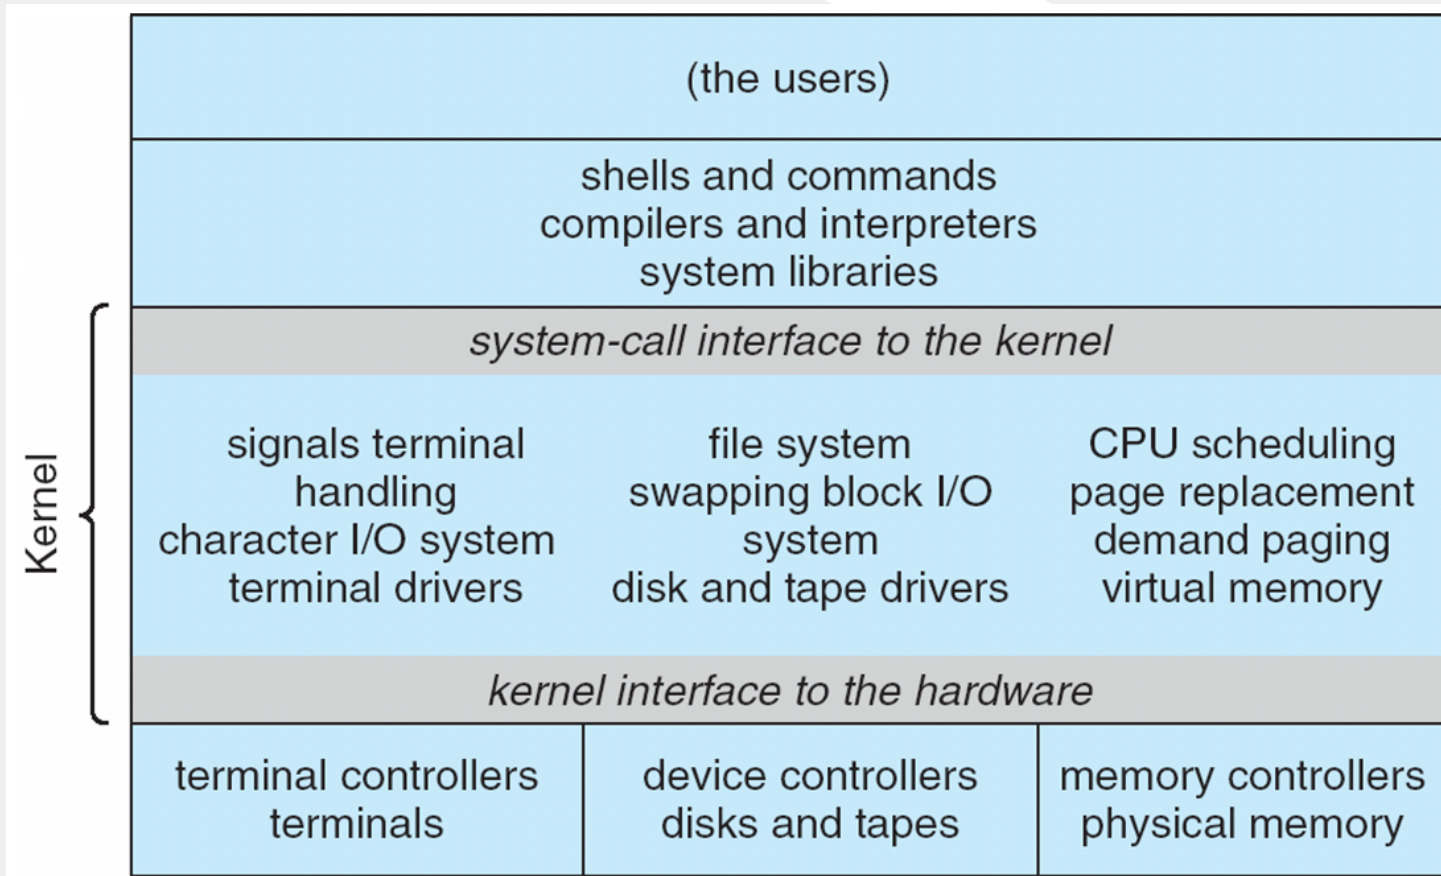 (the users)
shells and commands
compilers and interpreters
system libraries
Kernel
system-call interface to the kernel
signals terminal
handling
character I/O system
terminal drivers
file system
swapping block I/O
system
disk and tape drivers
CPU scheduling
page replacement
demand paging
virtual memory
kernel interface to the hardware
terminal controllers
terminals
device controllers
disks and tapes
memory controllers
physical memory